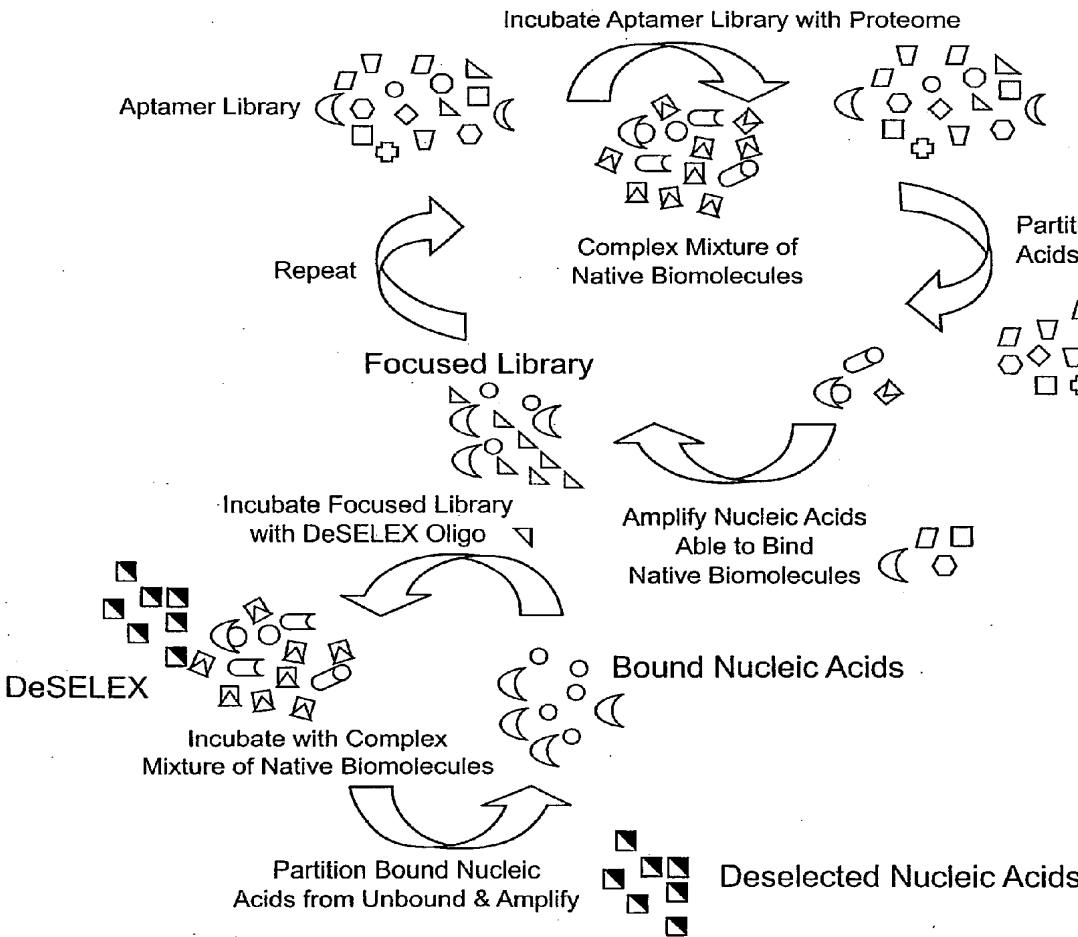 Incubate Aptamer Library with Proteome
Aptamer Library
Complex Mixture of
Native Biomolecules
Partit
Acids
Repeat
Focused Library
Incubate Focused Library
with DeSELEX Oligo
Amplify Nucleic Acids
Able to Bind
Native Biomolecules
DeSELEX
Bound Nucleic Acids
Incubate with Complex
Mixture of Native Biomolecules
Partition Bound Nucleic
Acids from Unbound & Amplify
Deselected Nucleic Acids